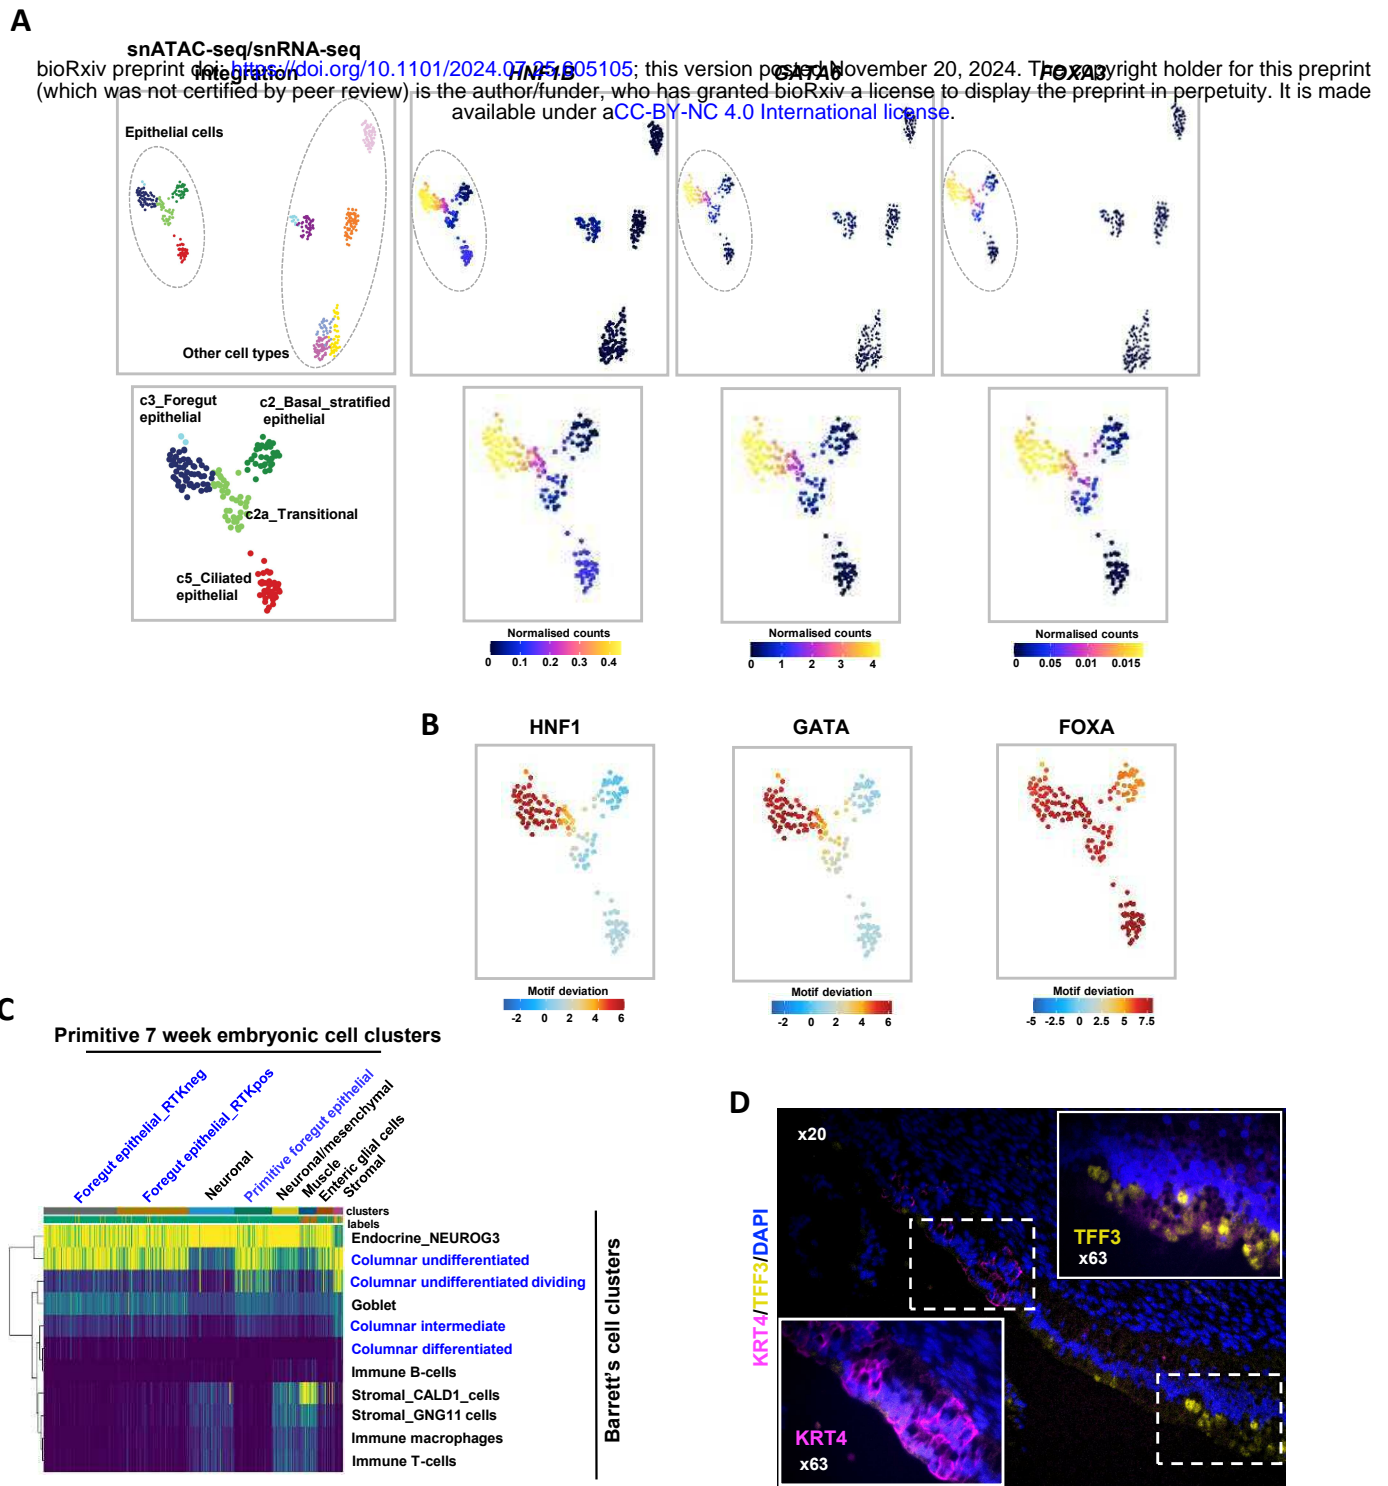 A
snATAC-seq/snRNA-seq
integration
HNF1B
GATA6
FOXA3
bioRxiv preprint doi: https://doi.org/10.1101/2024.07.25.605105; this version posted November 20, 2024. The copyright holder for this preprint
(which was not certified by peer review) is the author/funder, who has granted bioRxiv a license to display the preprint in perpetuity. It is made
available under aCC-BY-NC 4.0 International license.
Epithelial cells
Other cell types
c3_Foregut
epithelial
c2_Basal_stratified
epithelial
c2a_Transitional
c5_Ciliated
epithelial
Normalised counts
0 0.1 0.2 0.3 0.4
Normalised counts
0 1 2 3 4
Normalised counts
0 0.05 0.01 0.015
B
HNF1
GATA
FOXA
Motif deviation
-2 0 2 4 6
Motif deviation
-2 0 2 4 6
Motif deviation
-5 -2.5 0 2.5 5 7.5
C
Primitive 7 week embryonic cell clusters
Foregut epithelial_RTKneg
Foregut epithelial_RTKpos
Neuronal
Primitive foregut epithelial
Neuronal/mesenchymal
Muscle
Enteric glial cells
Stromal
clusters
labels
Endocrine_NEUROG3
Columnar undifferentiated
Columnar undifferentiated dividing
Goblet
Columnar intermediate
Columnar differentiated
Immune B-cells
Stromal_CALD1_cells
Stromal_GNG11 cells
Immune macrophages
Immune T-cells
Barrett's cell clusters
D
KRT4/TFF3/DAPI
x20
TFF3
x63
KRT4
x63